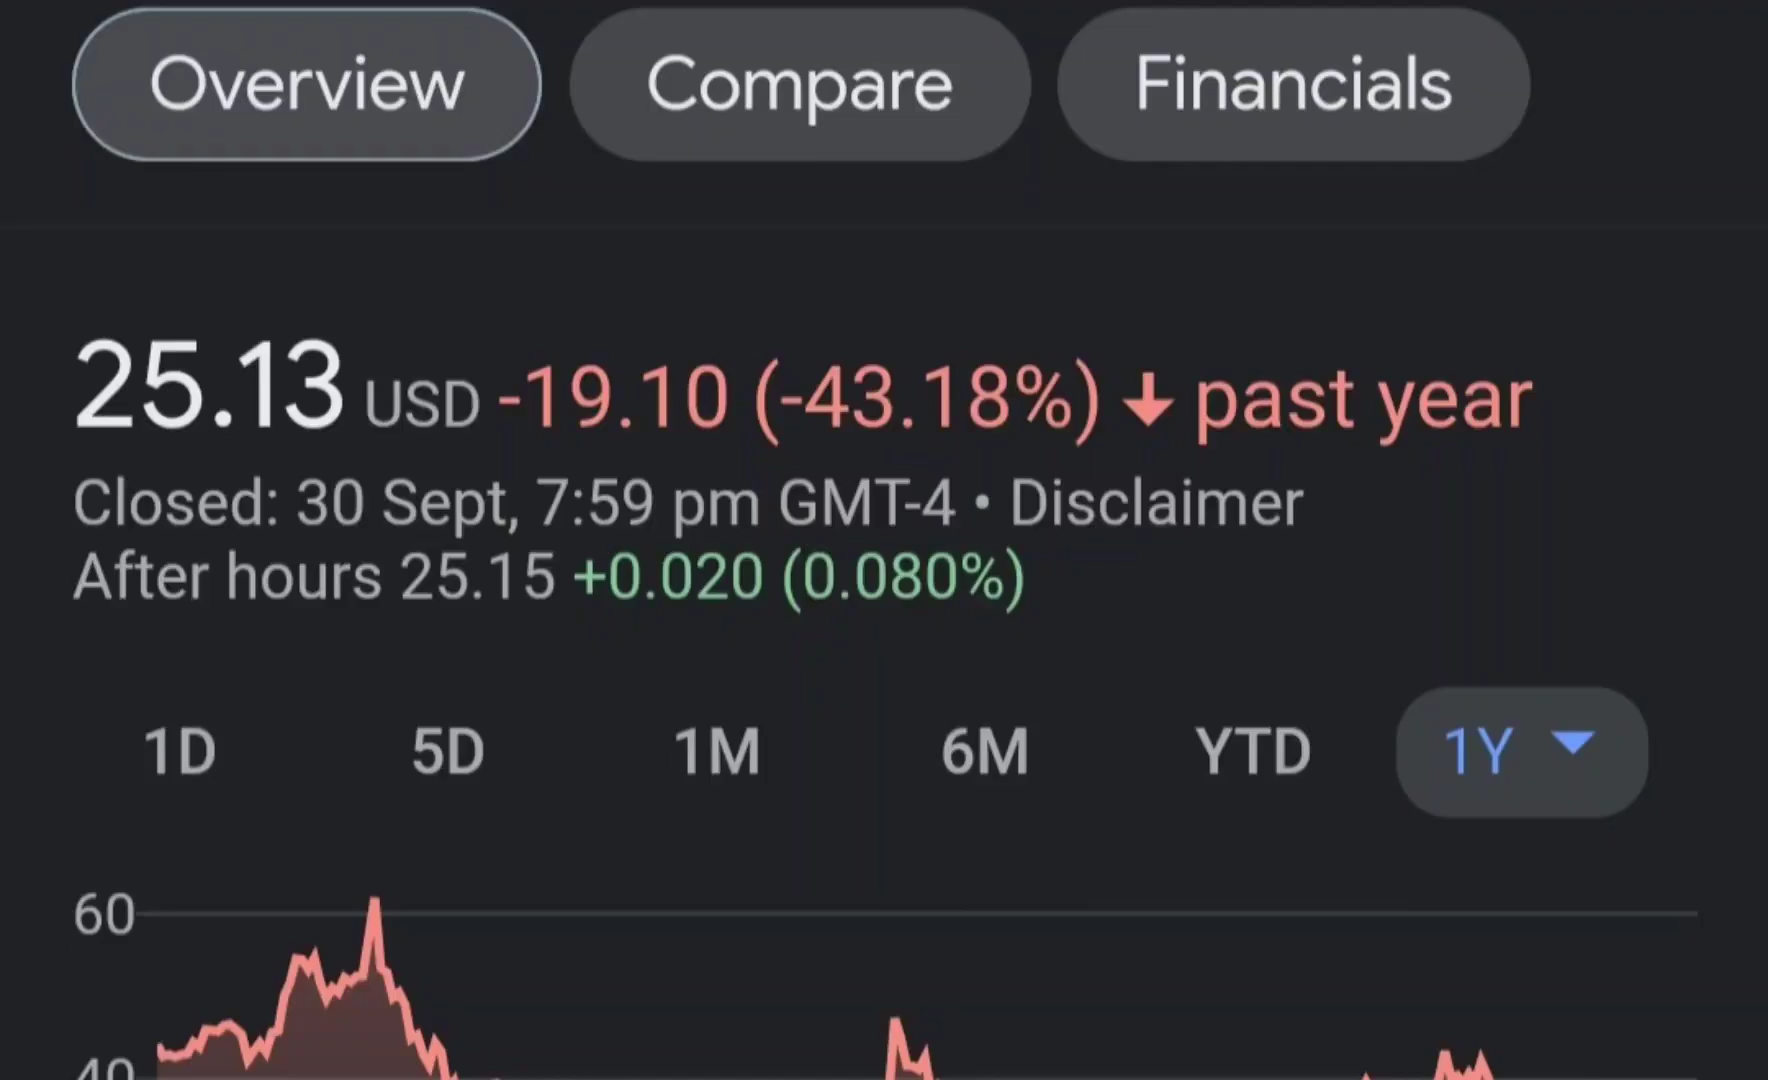 Overview Compare Financials
25.13 USD -19.10 (-43.18%) ↓ past year
Closed: 30 Sept, 7:59 pm GMT-4 • Disclaimer
After hours 25.15 +0.020 (0.080%)
1D 5D 1M 6M YTD 1Y
60
40